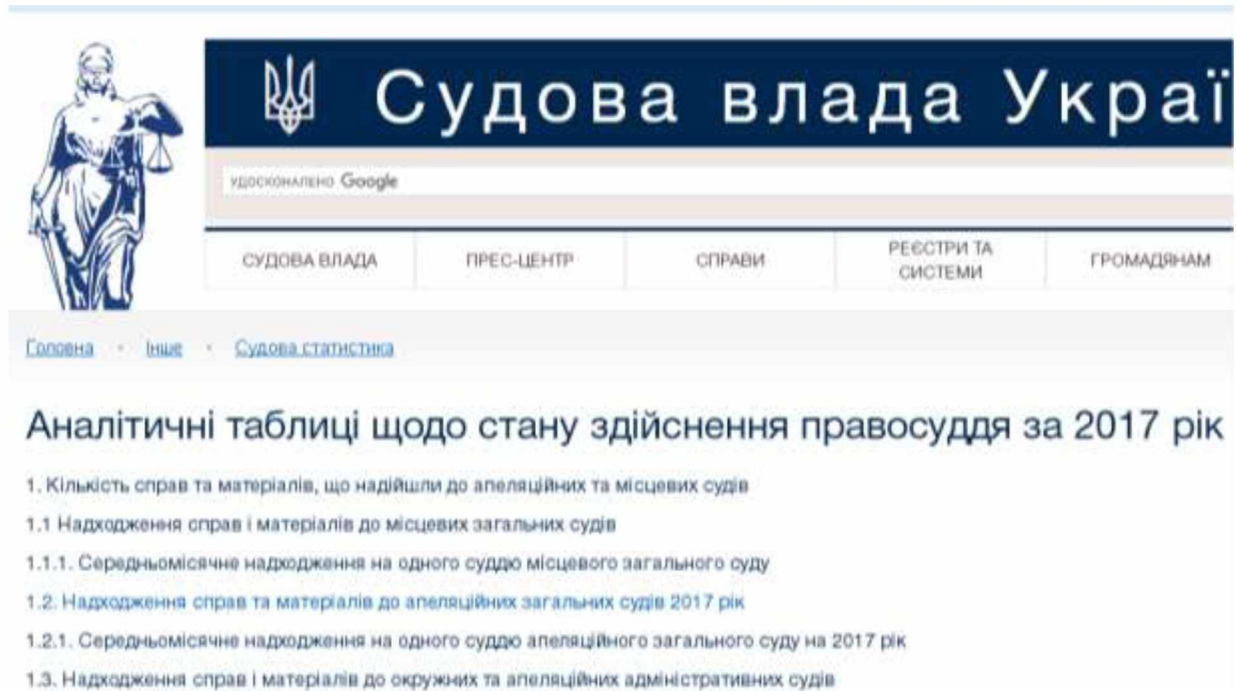 Судова влада Украї
УДОСКОНАЛЕНО Google
СУДОВА ВЛАДА
ПРЕС-ЦЕНТР
СПРАВИ
РЕЄСТРИ ТА
СИСТЕМИ
ГРОМАДЯНАМ
Головна · Інше · Судова статистика
Аналітичні таблиці щодо стану здійснення правосуддя за 2017 рік
1. Кількість справ та матеріалів, що надійшли до апеляційних та місцевих судів
1.1 Надходження справ і матеріалів до місцевих загальних судів
1.1.1. Середньомісячне надходження на одного суддю місцевого загального суду
1.2. Надходження справ та матеріалів до апеляційних загальних судів 2017 рік
1.2.1. Середньомісячне надходження на одного суддю апеляційного загального суду на 2017 рік
1.3. Надходження справ і матеріалів до окружних та апеляційних адміністративних судів